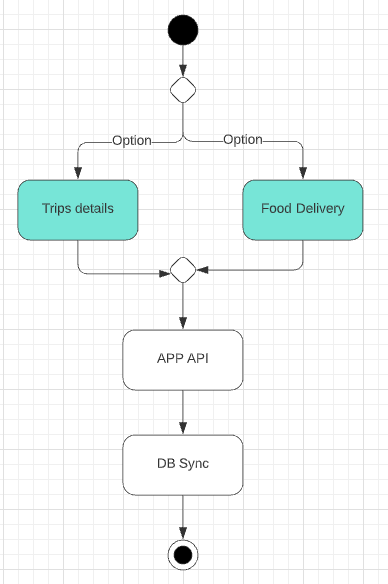 Option
Option
Trips details
Food Delivery
APP API
DB Sync